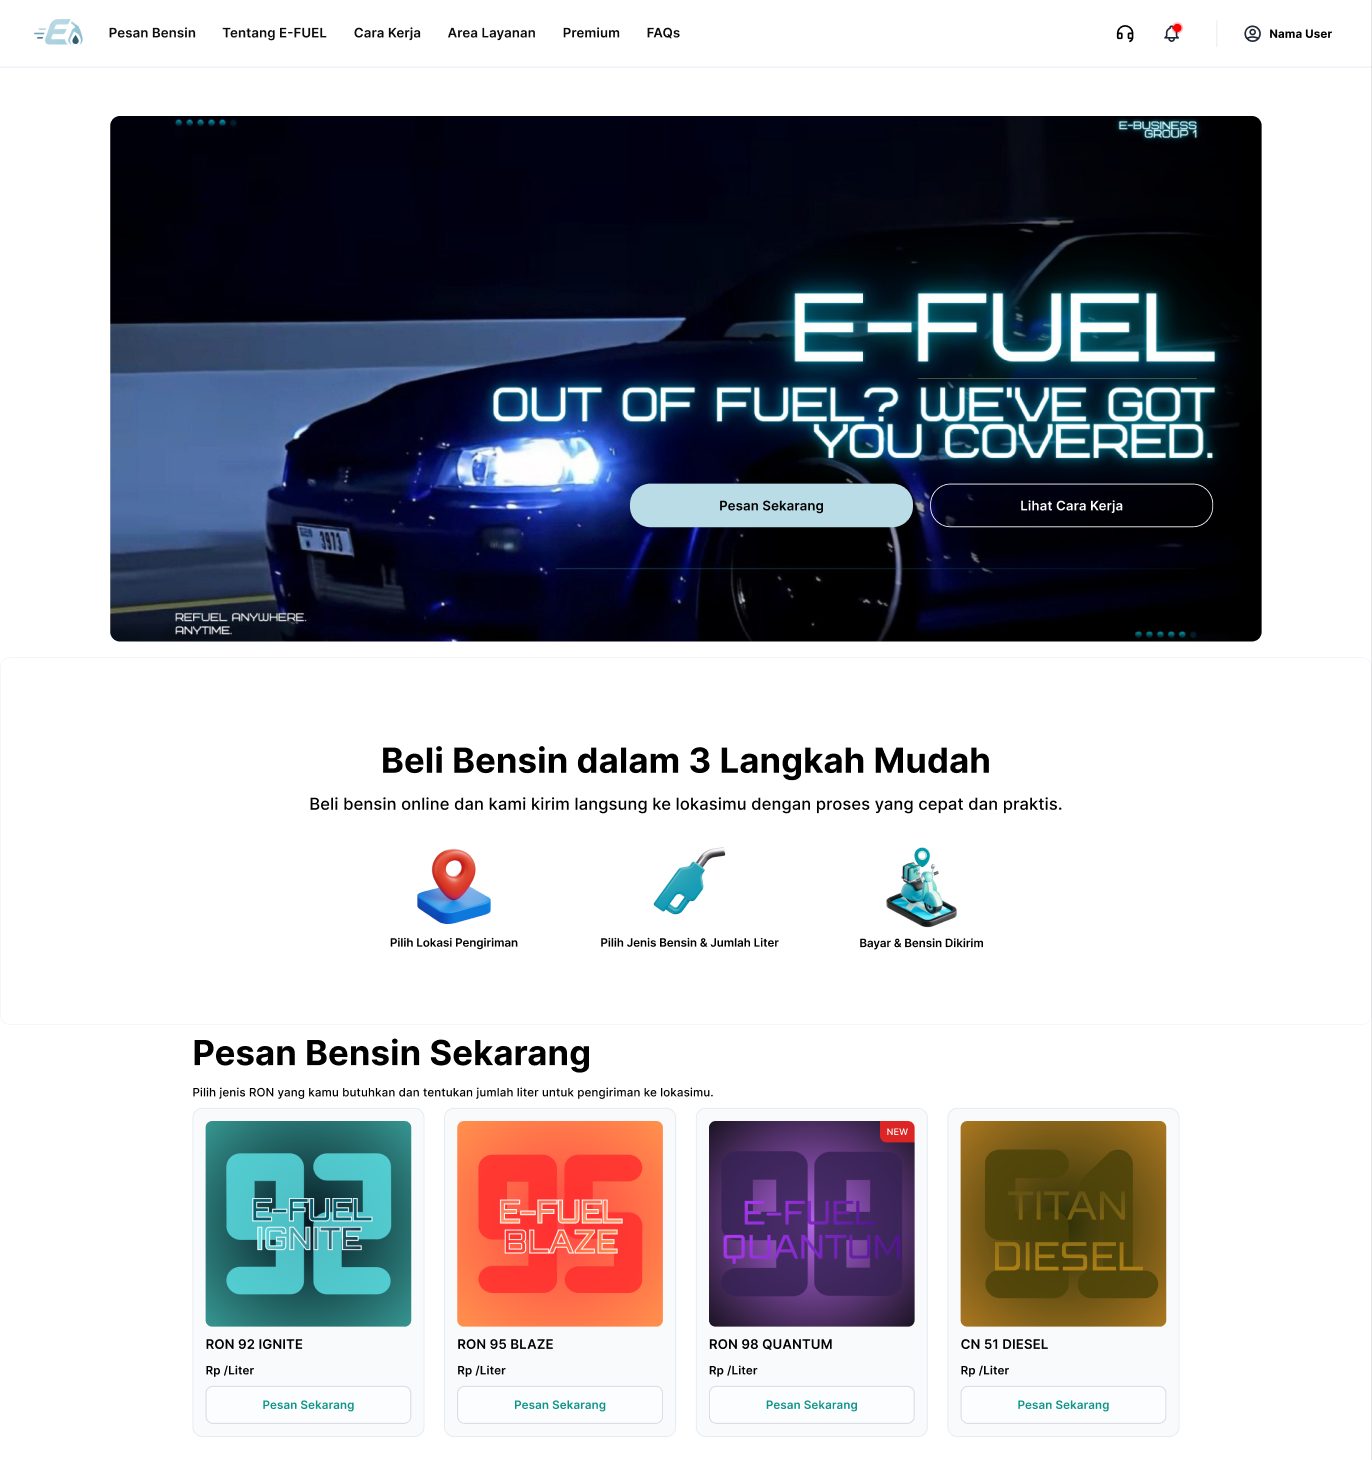 Pesan Bensin
Tentang E-FUEL
Cara Kerja
Area Layanan
Premium
FAQs
Nama User
E-BUSINESS
GROUP 1
E-FUEL
OUT OF FUEL? WE'VE GOT
YOU COVERED.
Pesan Sekarang
Lihat Cara Kerja
3973
REFUEL ANYWHERE.
ANYTIME.
Beli Bensin dalam 3 Langkah Mudah
Beli bensin online dan kami kirim langsung ke lokasimu dengan proses yang cepat dan praktis.
Pilih Lokasi Pengiriman
Pilih Jenis Bensin & Jumlah Liter
Bayar & Bensin Dikirim
Pesan Bensin Sekarang
Pilih jenis RON yang kamu butuhkan dan tentukan jumlah liter untuk pengiriman ke lokasimu.
92
E-FUEL
IGNITE
RON 92 IGNITE
Rp /Liter
Pesan Sekarang
95
E-FUEL
BLAZE
RON 95 BLAZE
Rp /Liter
Pesan Sekarang
NEW
98
E-FUEL
QUANTUM
RON 98 QUANTUM
Rp /Liter
Pesan Sekarang
51
TITAN
DIESEL
CN 51 DIESEL
Rp /Liter
Pesan Sekarang